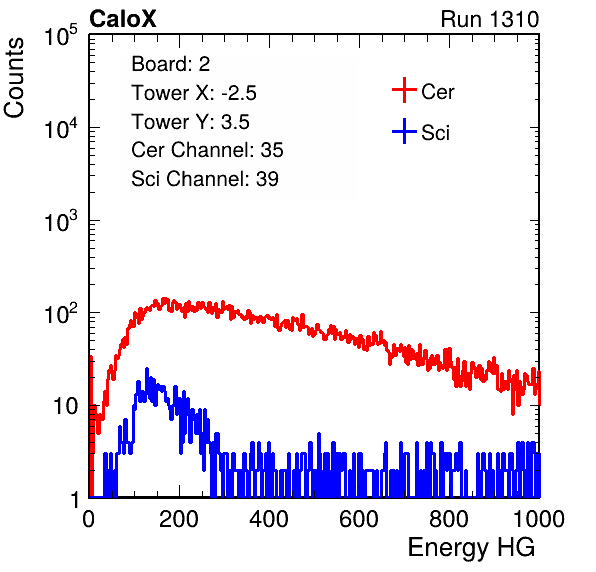 CaloX Run 1310
Counts
Board: 2
Tower X: -2.5
Tower Y: 3.5
Cer Channel: 35
Sci Channel: 39
Cer
Sci
10^5
10^4
10^3
10^2
10
1
0 200 400 600 800 1000
Energy HG